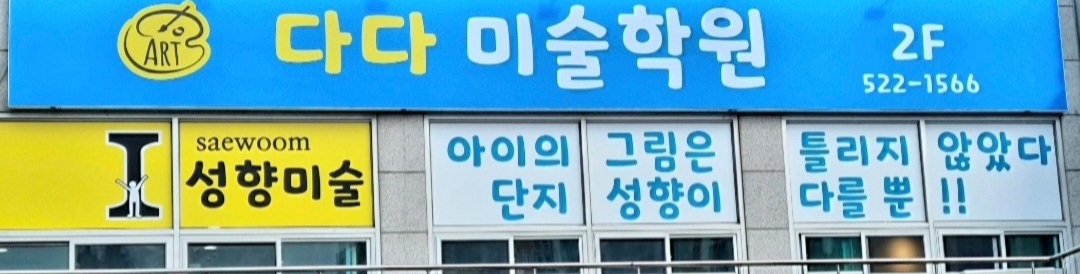 ART
다다 미술학원
2F
522-1566
saewoom
성향미술
아이의 그림은 틀리지 않았다
단지 성향이 다를 뿐 !!